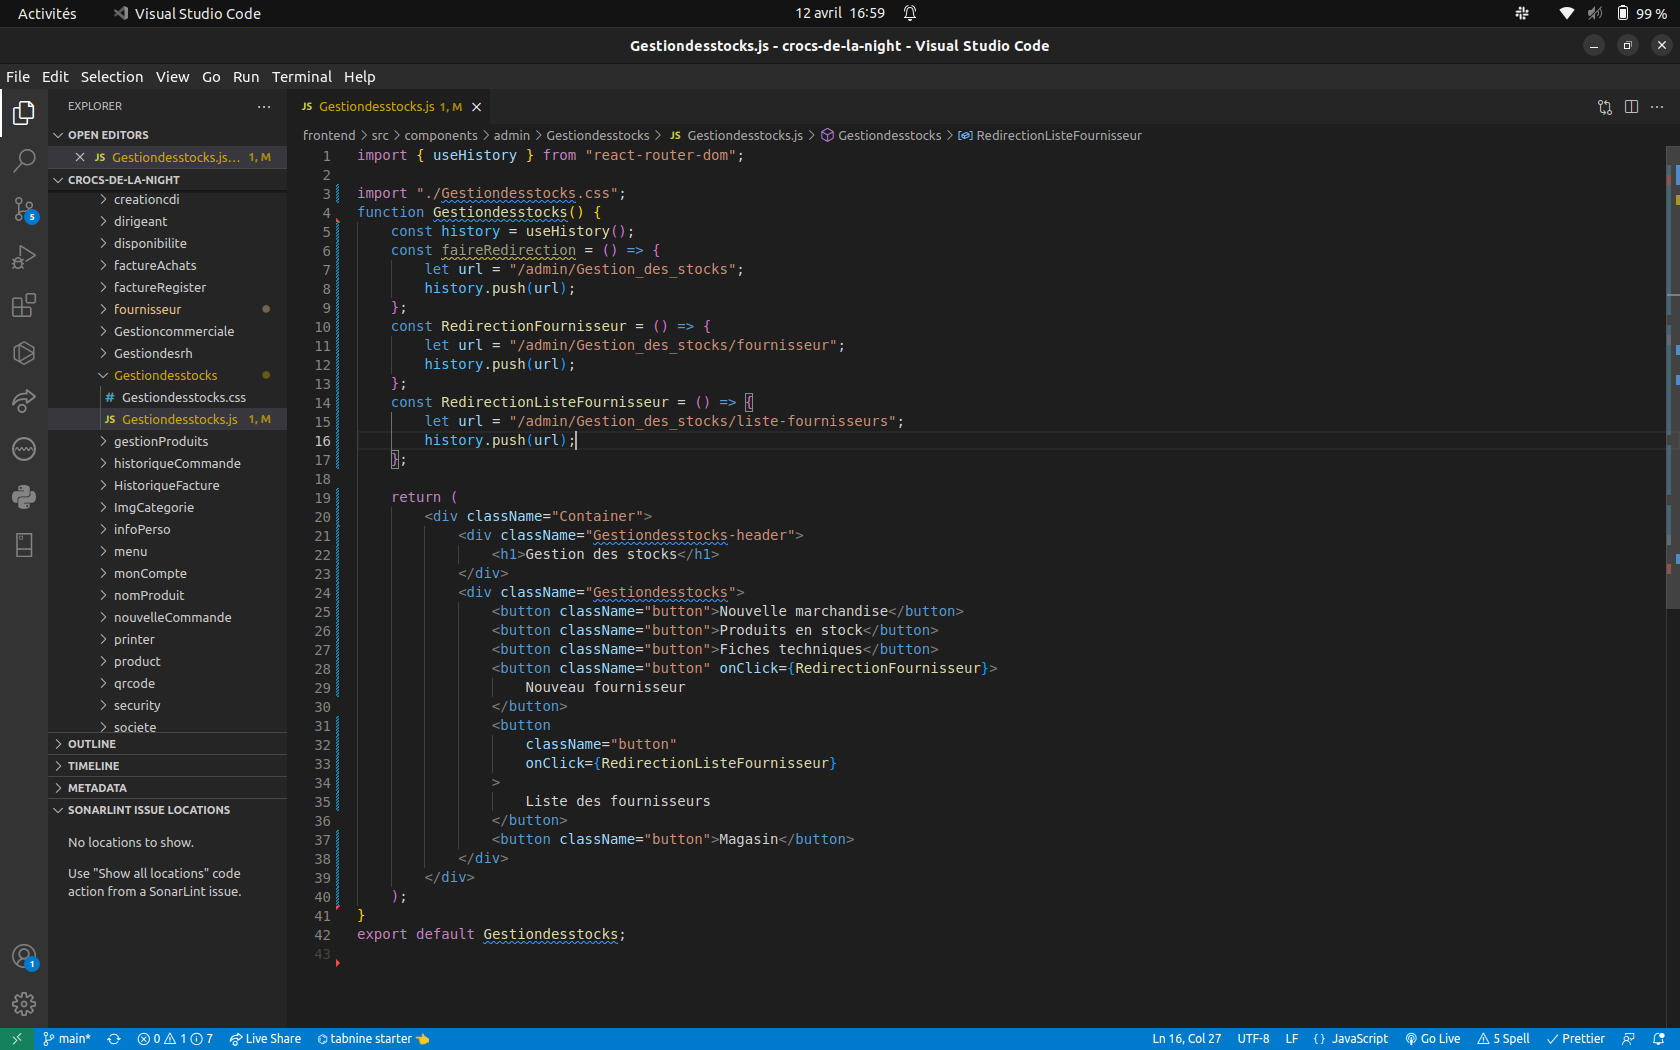 Activités
Visual Studio Code
12 avril 16:59
99 %
Gestiondesstocks.js - crocs-de-la-night - Visual Studio Code
File Edit Selection View Go Run Terminal Help
EXPLORER
OPEN EDITORS
JS Gestiondesstocks.js... 1, M
CROCS-DE-LA-NIGHT
creationcdi
dirigeant
disponibilite
factureAchats
factureRegister
fournisseur
Gestioncommerciale
Gestiondesrh
Gestiondesstocks
# Gestiondesstocks.css
JS Gestiondesstocks.js 1, M
gestionProduits
historiqueCommande
HistoriqueFacture
ImgCategorie
infoPerso
menu
monCompte
nomProduit
nouvelleCommande
printer
product
qrcode
security
societe
OUTLINE
TIMELINE
METADATA
SONARLINT ISSUE LOCATIONS
No locations to show.
Use "Show all locations" code
action from a SonarLint issue.
5
1
JS Gestiondesstocks.js 1, M
frontend > src > components > admin > Gestiondesstocks > JS Gestiondesstocks.js > Gestiondesstocks > RedirectionListeFournisseur
1 import { useHistory } from "react-router-dom";
2
3 import "./Gestiondesstocks.css";
4 function Gestiondesstocks() {
5 const history = useHistory();
6 const faireRedirection = () => {
7 let url = "/admin/Gestion_des_stocks";
8 history.push(url);
9 };
10 const RedirectionFournisseur = () => {
11 let url = "/admin/Gestion_des_stocks/fournisseur";
12 history.push(url);
13 };
14 const RedirectionListeFournisseur = () => {
15 let url = "/admin/Gestion_des_stocks/liste-fournisseurs";
16 history.push(url);
17 };
18
19 return (
20 <div className="Container">
21 <div className="Gestiondesstocks-header">
22 <h1>Gestion des stocks</h1>
23 </div>
24 <div className="Gestiondesstocks">
25 <button className="button">Nouvelle marchandise</button>
26 <button className="button">Produits en stock</button>
27 <button className="button">Fiches techniques</button>
28 <button className="button" onClick={RedirectionFournisseur}>
29 Nouveau fournisseur
30 </button>
31 <button
32 className="button"
33 onClick={RedirectionListeFournisseur}
34 >
35 Liste des fournisseurs
36 </button>
37 <button className="button">Magasin</button>
38 </div>
39 </div>
40 );
41 }
42 export default Gestiondesstocks;
43
main* 0 1 7 Live Share tabnine starter 👈 Ln 16, Col 27 UTF-8 LF {} JavaScript Go Live 5 Spell Prettier